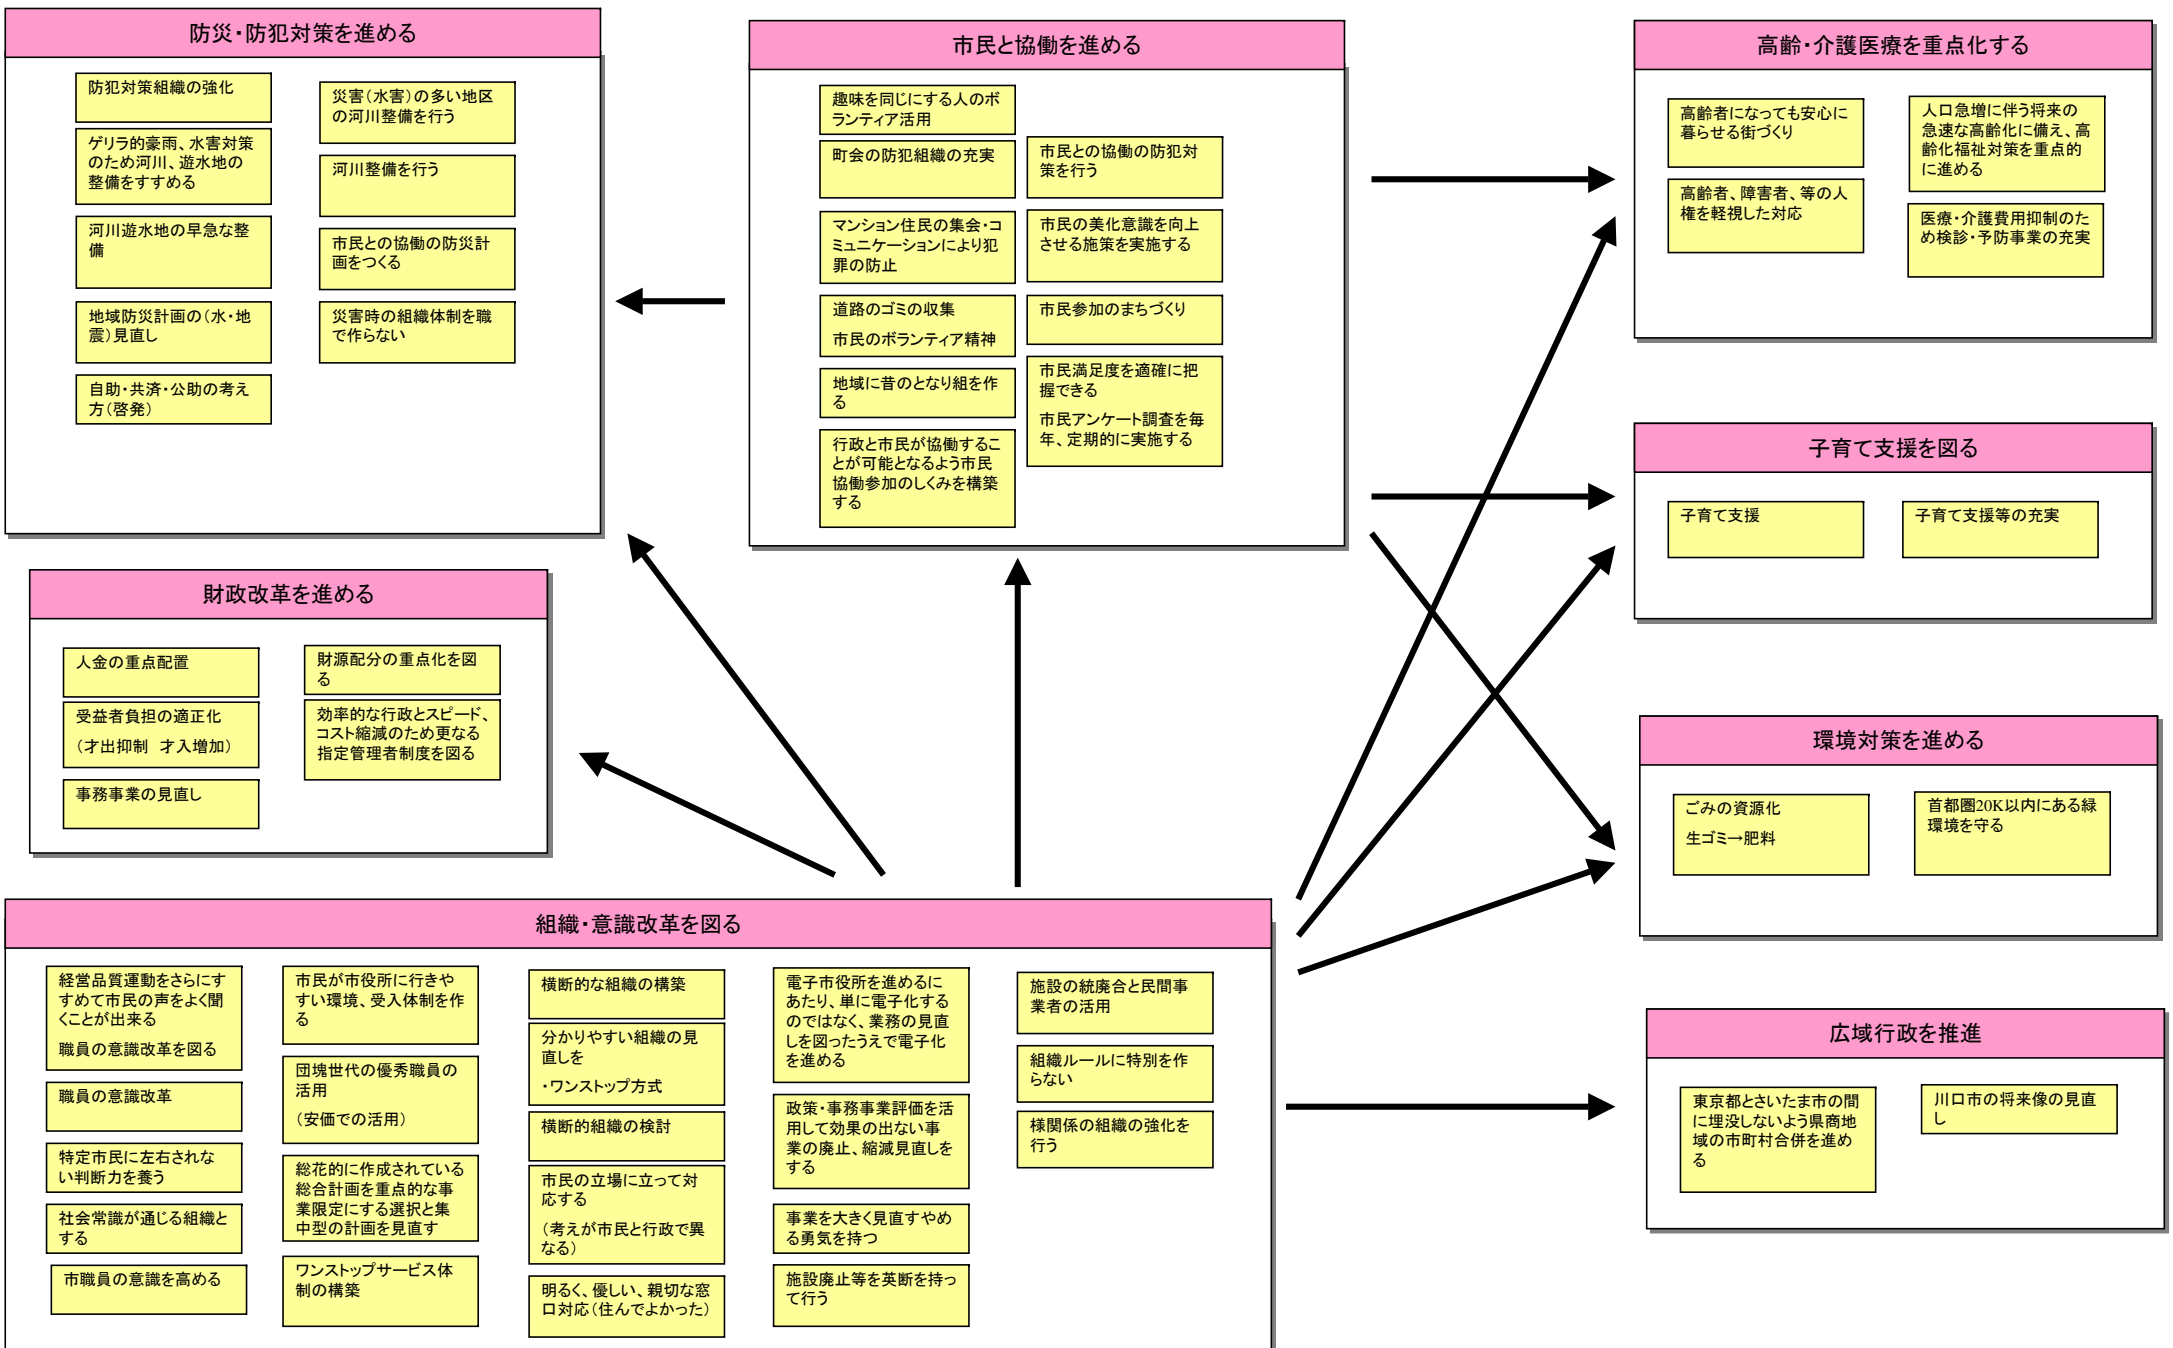 防災・防犯対策を進める
防犯対策組織の強化
ゲリラ的豪雨、水害対策
のため河川、遊水地の
整備をすすめる
河川遊水地の早急な整
備
地域防災計画の(水・地
震)見直し
自助・共済・公助の考え
方(啓発)
災害(水害)の多い地区
の河川整備を行う
河川整備を行う
市民との協働の防災計
画をつくる
災害時の組織体制を職
で作らない
市民と協働を進める
趣味を同じにする人のボ
ランティア活用
町会の防犯組織の充実
マンション住民の集会・コ
ミュニケーションにより犯
罪の防止
道路のゴミの収集
市民のボランティア精神
地域に昔のとなり組を作
る
行政と市民が協働するこ
とが可能となるよう市民
協働参加のしくみを構築
する
市民との協働の防犯対
策を行う
市民の美化意識を向上
させる施策を実施する
市民参加のまちづくり
市民満足度を適確に把
握できる
市民アンケート調査を毎
年、定期的に実施する
高齢・介護医療を重点化する
高齢者になっても安心に
暮らせる街づくり
高齢者、障害者、等の人
権を軽視した対応
人口急増に伴う将来の
急速な高齢化に備え、高
齢化福祉対策を重点的
に進める
医療・介護費用抑制のた
め検診・予防事業の充実
子育て支援を図る
子育て支援
子育て支援等の充実
財政改革を進める
人金の重点配置
受益者負担の適正化
(才出抑制 才入増加)
事務事業の見直し
財源配分の重点化を図
る
効率的な行政とスピード、
コスト縮減のため更なる
指定管理者制度を図る
環境対策を進める
ごみの資源化
生ゴミ→肥料
首都圏20K以内にある緑
環境を守る
組織・意識改革を図る
経営品質運動をさらにす
すめて市民の声をよく聞
くことが出来る
職員の意識改革を図る
職員の意識改革
特定市民に左右されな
い判断力を養う
社会常識が通じる組織と
する
市職員の意識を高める
市民が市役所に行きや
すい環境、受入体制を作
る
団塊世代の優秀職員の
活用
(安価での活用)
総花的に作成されている
総合計画を重点的な事
業限定にする選択と集
中型の計画を見直す
ワンストップサービス体
制の構築
横断的な組織の構築
分かりやすい組織の見
直しを
・ワンストップ方式
横断的組織の検討
市民の立場に立って対
応する
(考えが市民と行政で異
なる)
明るく、優しい、親切な窓
口対応(住んでよかった)
電子市役所を進めるに
あたり、単に電子化する
のではなく、業務の見直
しを図ったうえで電子化
を進める
政策・事務事業評価を活
用して効果の出ない事
業の廃止、縮減見直しを
する
事業を大きく見直すやめ
る勇気を持つ
施設廃止等を英断を持っ
て行う
施設の統廃合と民間事
業者の活用
組織ルールに特別を作
らない
様関係の組織の強化を
行う
広域行政を推進
東京都とさいたま市の間
に埋没しないよう県商地
域の市町村合併を進め
る
川口市の将来像の見直
し